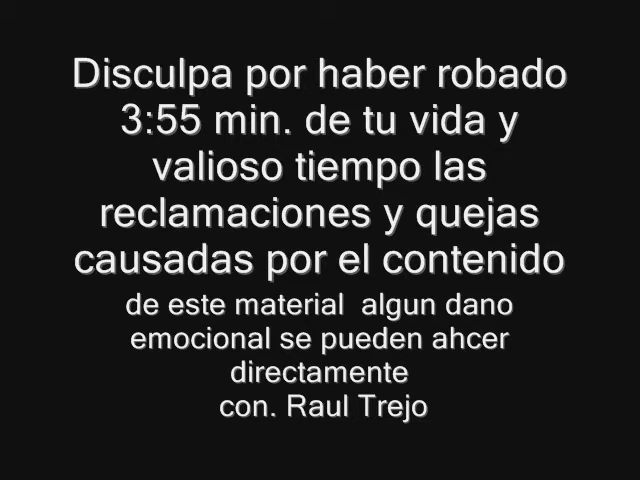 Disculpa por haber robado
3:55 min. de tu vida y
valioso tiempo las
reclamaciones y quejas
causadas por el contenido
de este material algun dano
emocional se pueden ahcer
directamente
con. Raul Trejo